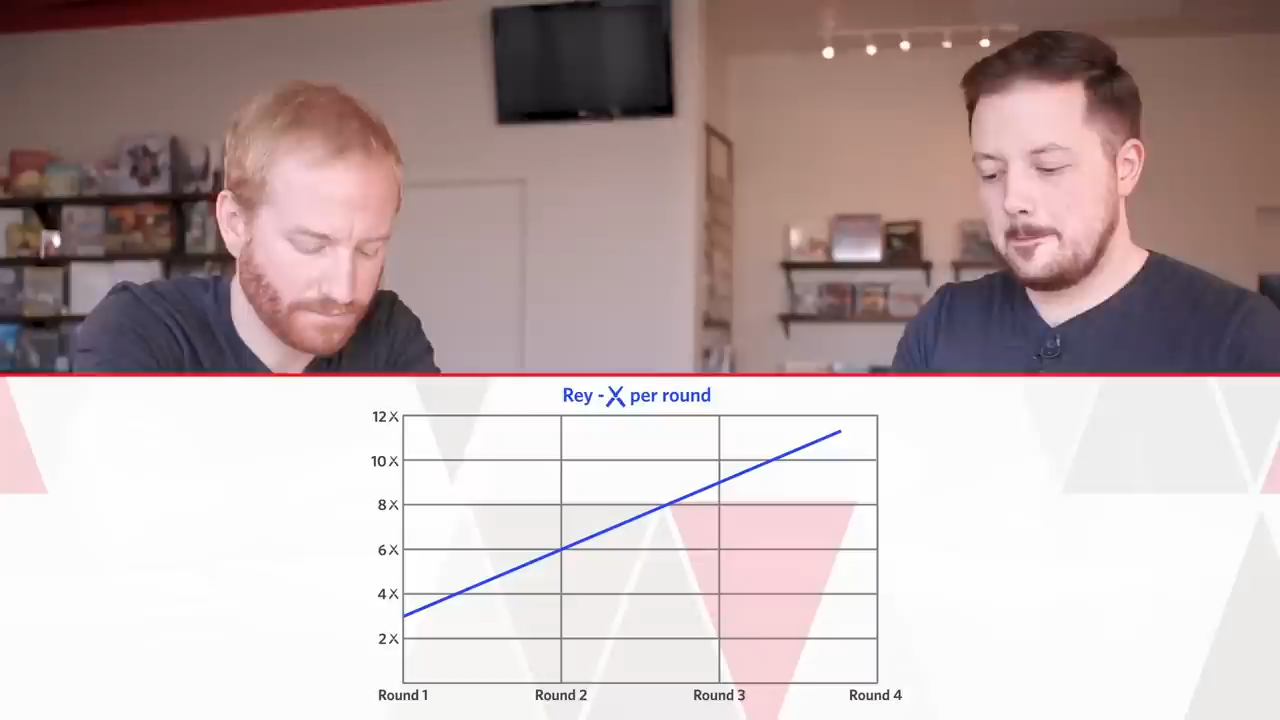 Rey - X per round
12 X
10 X
8 X
6 X
4 X
2 X
Round 1 Round 2 Round 3 Round 4